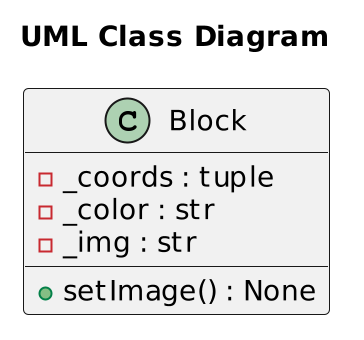 UML Class Diagram
C Block
_coords : tuple
_color : str
_img : str
setImage() : None